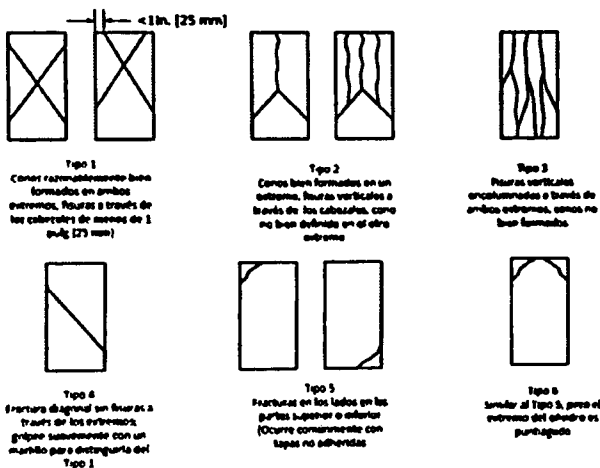 <1in. [25 mm]
Tipo 1
Conos razonablemente bien
formados en ambos
extremos, fisuras a través de
los cabezales de menos de 1
pulg [25 mm]
Tipo 2
Conos bien formados en un
extremo, fisuras verticales a
través de los cabezales, cono
no bien definido en el otro
extremo
Tipo 3
Fisuras verticales
encolumnadas a través de
ambos extremos, conos no
bien formados
Tipo 4
Fractura diagonal sin fisuras a
través de los extremos;
golpee suavemente con un
martillo para distinguirla del
Tipo 1
Tipo 5
Fracturas en los lados en las
partes superior o inferior
(Ocurre comúnmente con
tapas no adheridas
Tipo 6
Similar al Tipo 5, pero el
extremo del cilindro es
puntiagudo